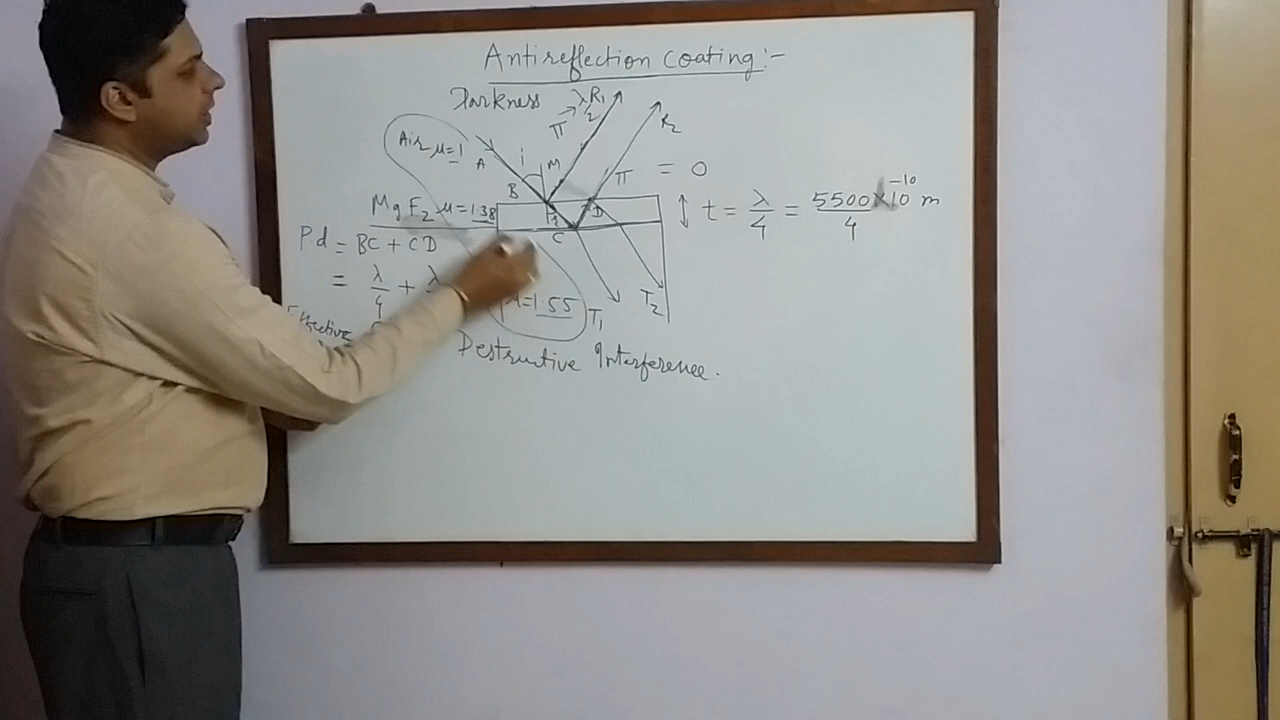 Antireflection coating :-
Darkness
π → λ/2 R1
R2
Air μ=1
A
i
M
B
π = 0
MgF2 μ=1.38
r
D
t = λ/4 = 5500×10^-10/4 m
C
P.d = BC + CD
= λ/4 + λ
μ=1.55
T1
T2
Effective
Destructive Interference.